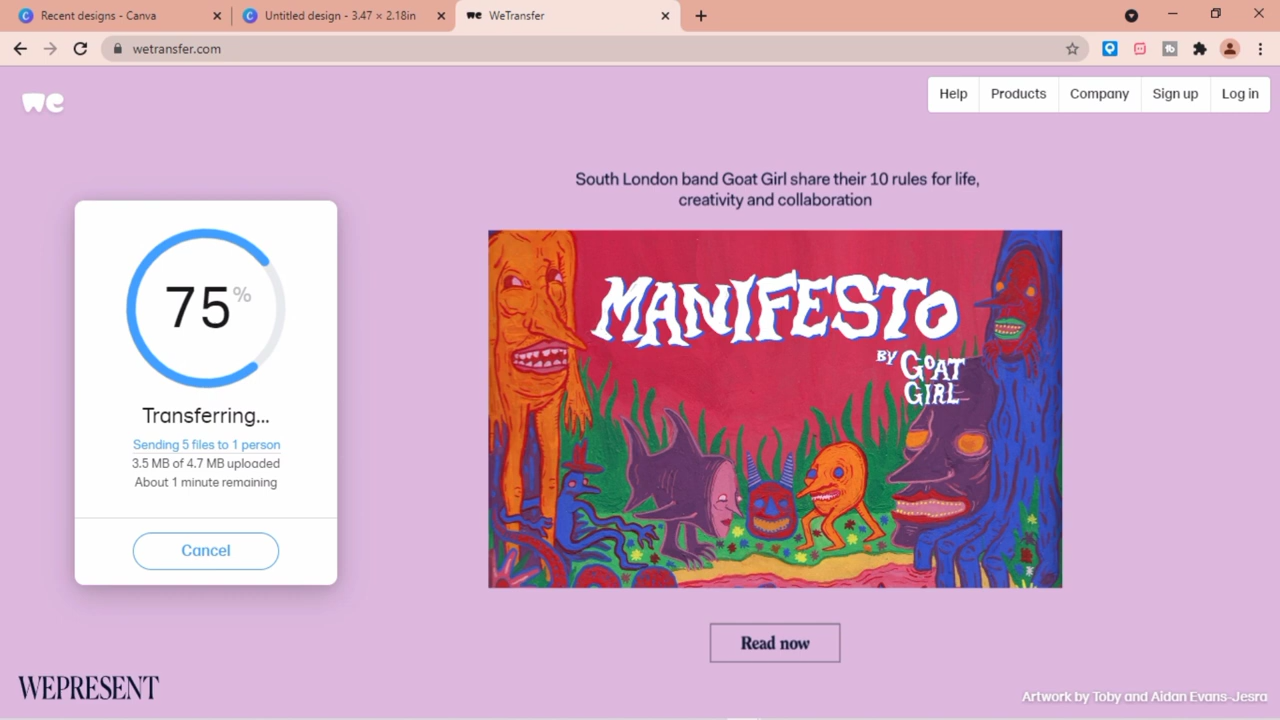 Recent designs - Canva
Untitled design - 3.47 × 2.18in
we WeTransfer
wetransfer.com
we
Help
Products
Company
Sign up
Log in
South London band Goat Girl share their 10 rules for life,
creativity and collaboration
75%
Transferring...
Sending 5 files to 1 person
3.5 MB of 4.7 MB uploaded
About 1 minute remaining
Cancel
MANIFESTO
BY GOAT
GIRL
Read now
WEPRESENT
Artwork by Toby and Aidan Evans-Jesra